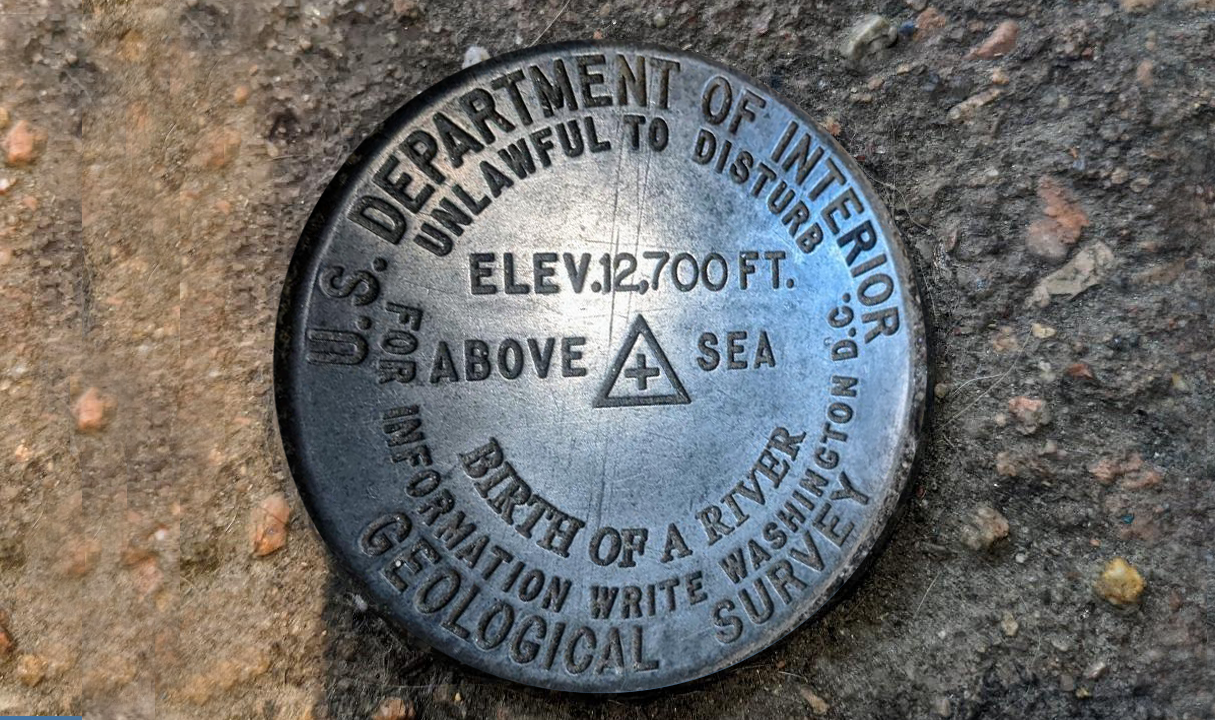 U.S. DEPARTMENT OF INTERIOR
UNLAWFUL TO DISTURB
ELEV. 12,700 FT.
ABOVE SEA
BIRTH OF A RIVER
FOR INFORMATION WRITE WASHINGTON D.C.
GEOLOGICAL SURVEY